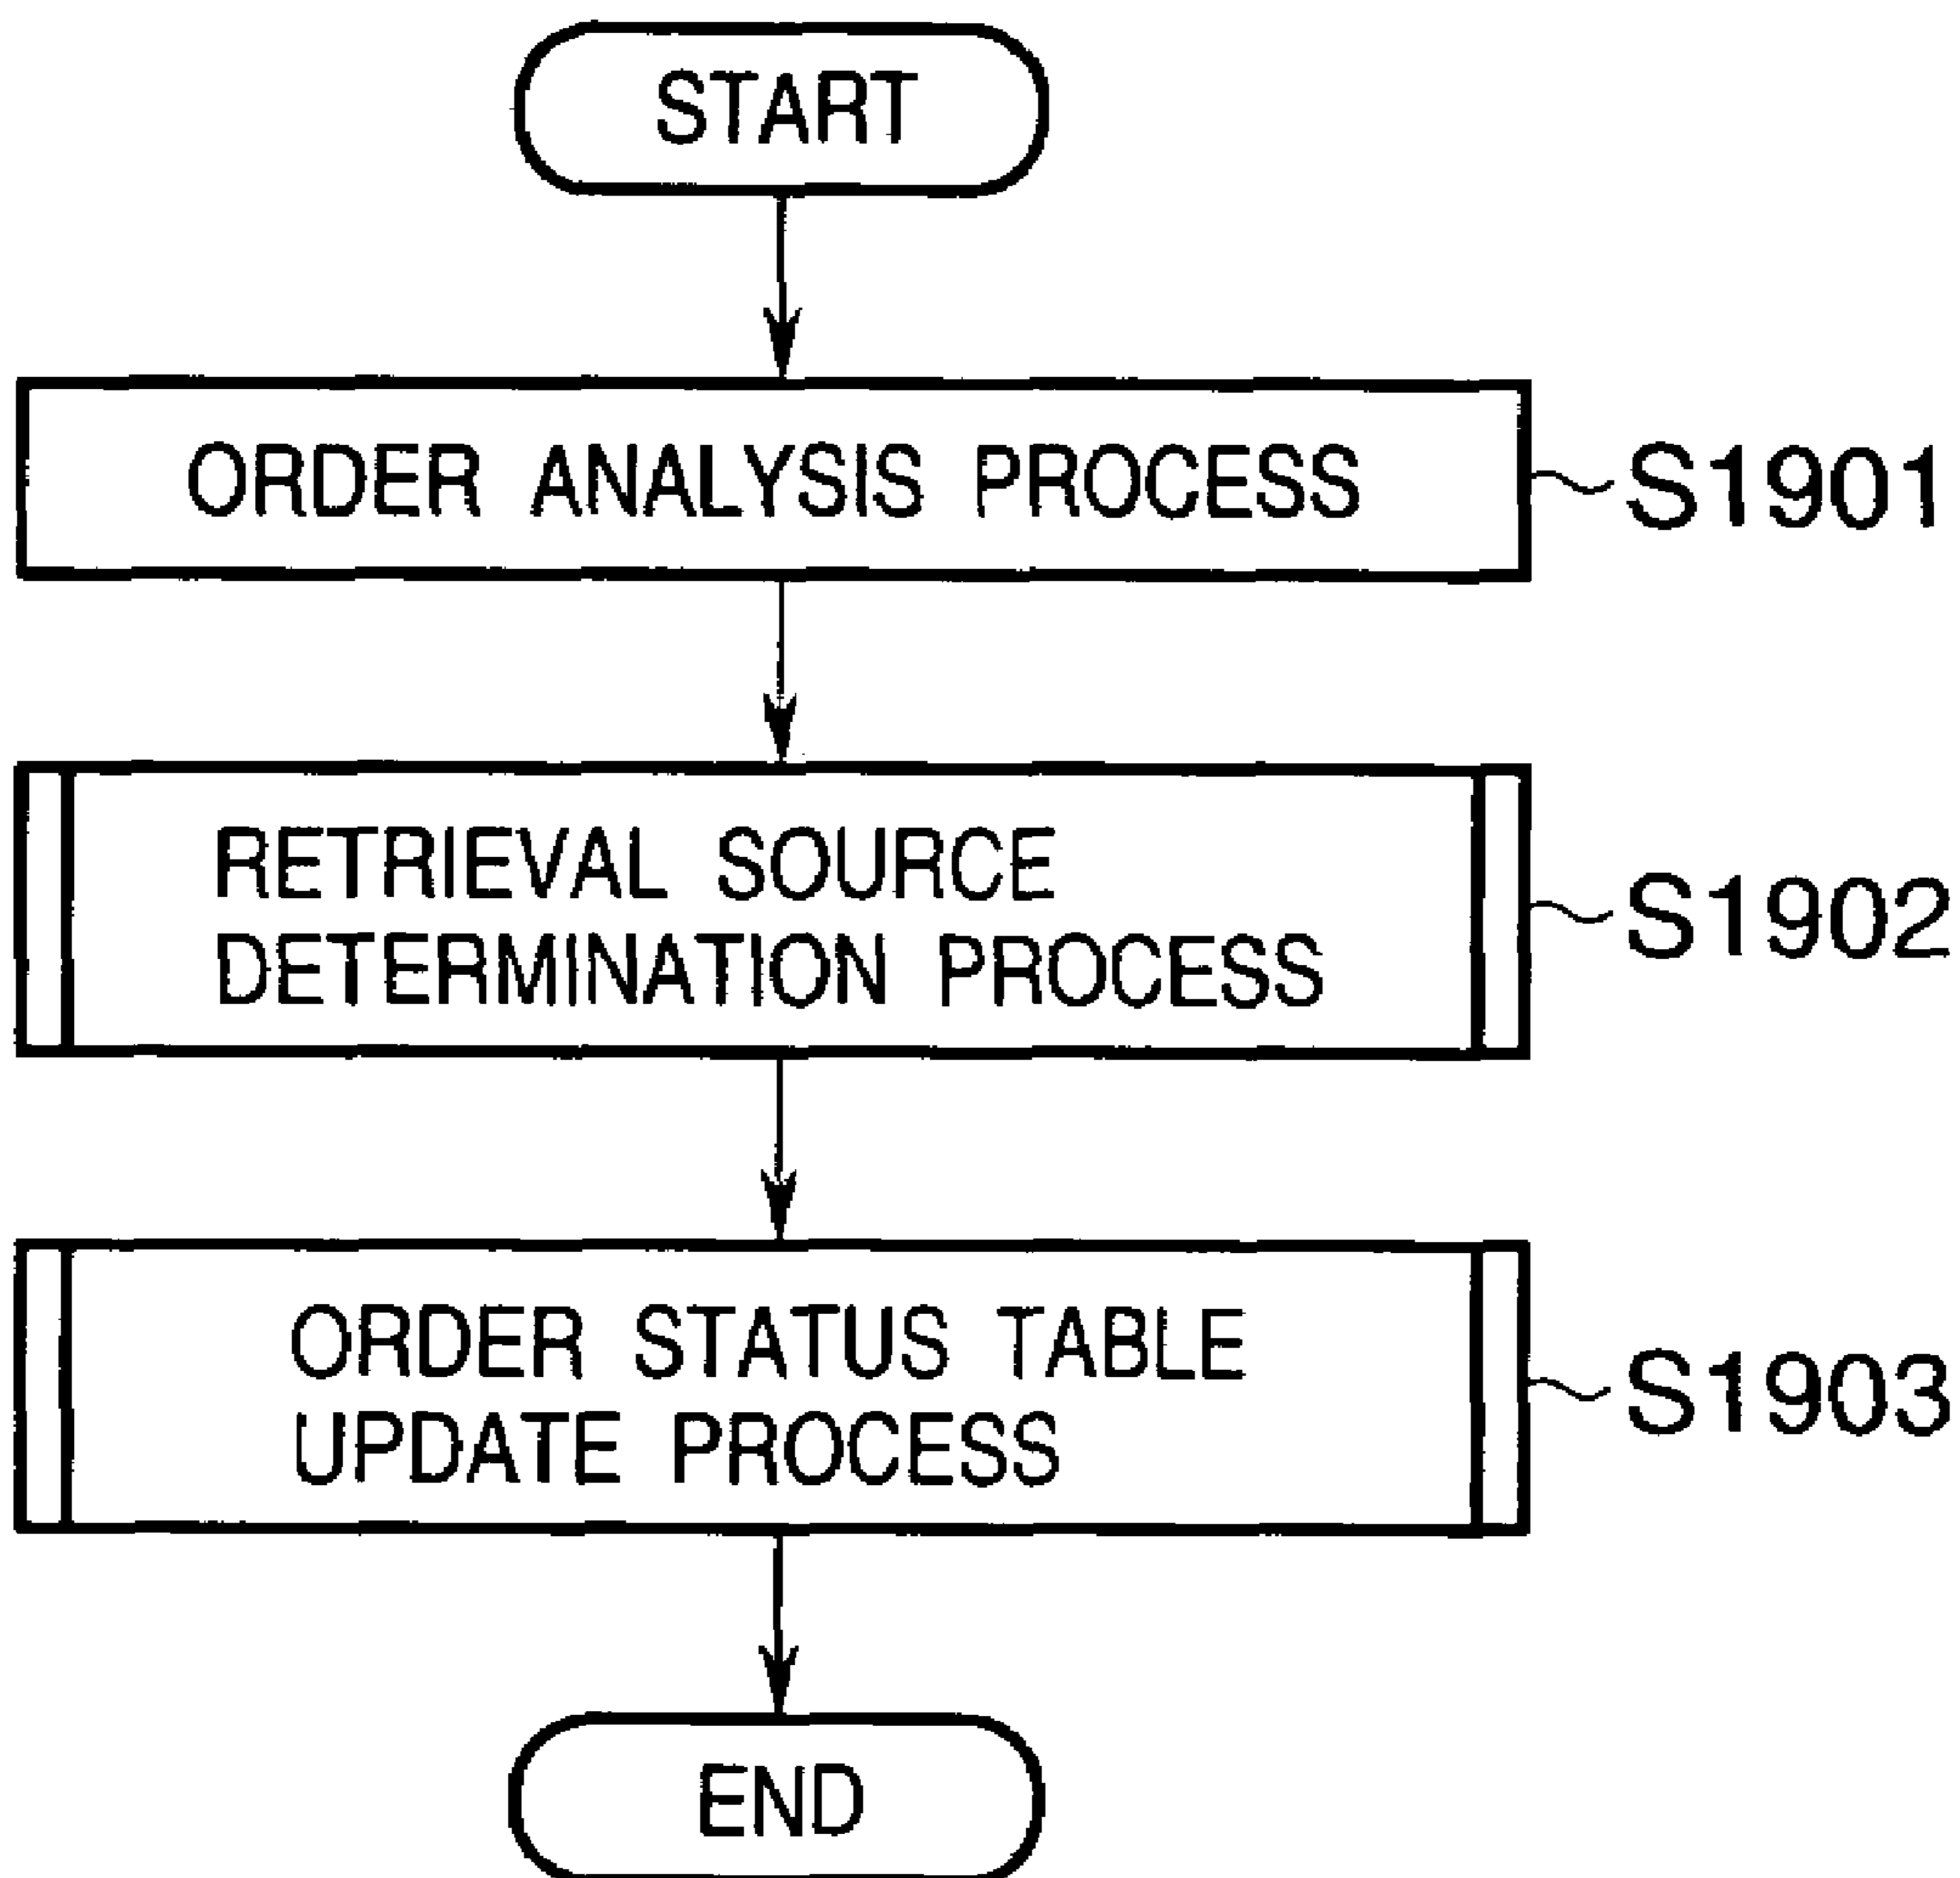 START
ORDER ANALYSIS PROCESS
S1901
RETRIEVAL SOURCE
DETERMINATION PROCESS
S1902
ORDER STATUS TABLE
UPDATE PROCESS
S1903
END